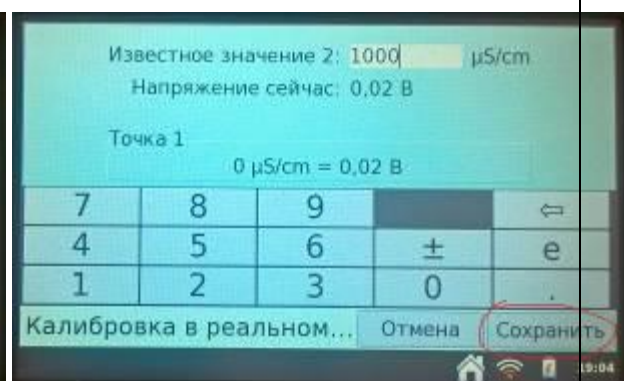 Известное значение 2: 1000 µS/cm
Напряжение сейчас: 0,02 В
Точка 1
0 µS/cm = 0,02 В
7 8 9 ⇦
4 5 6 ± e
1 2 3 0 .
Калибровка в реальном... Отмена Сохранить
19:04